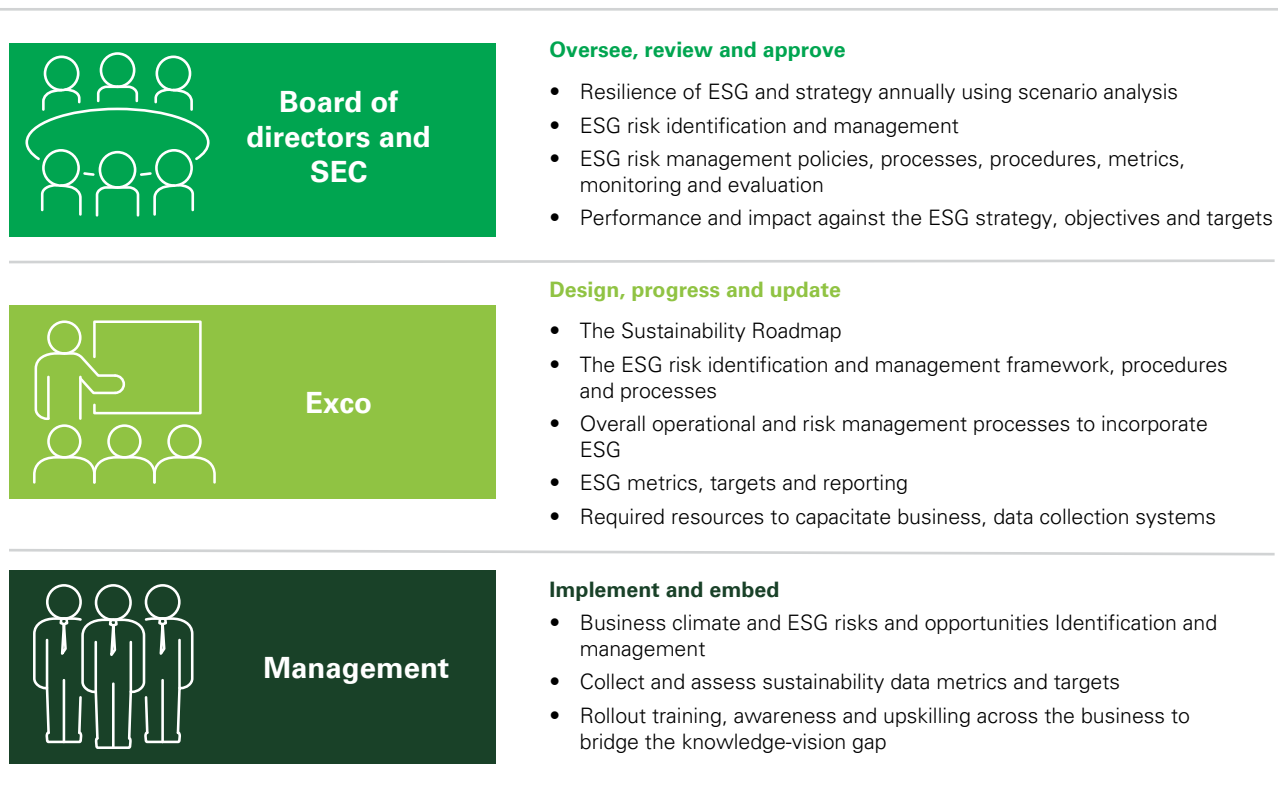 Board of
directors and
SEC
Oversee, review and approve
• Resilience of ESG and strategy annually using scenario analysis
• ESG risk identification and management
• ESG risk management policies, processes, procedures, metrics,
monitoring and evaluation
• Performance and impact against the ESG strategy, objectives and targets
Exco
Design, progress and update
• The Sustainability Roadmap
• The ESG risk identification and management framework, procedures
and processes
• Overall operational and risk management processes to incorporate
ESG
• ESG metrics, targets and reporting
• Required resources to capacitate business, data collection systems
Management
Implement and embed
• Business climate and ESG risks and opportunities Identification and
management
• Collect and assess sustainability data metrics and targets
• Rollout training, awareness and upskilling across the business to
bridge the knowledge-vision gap